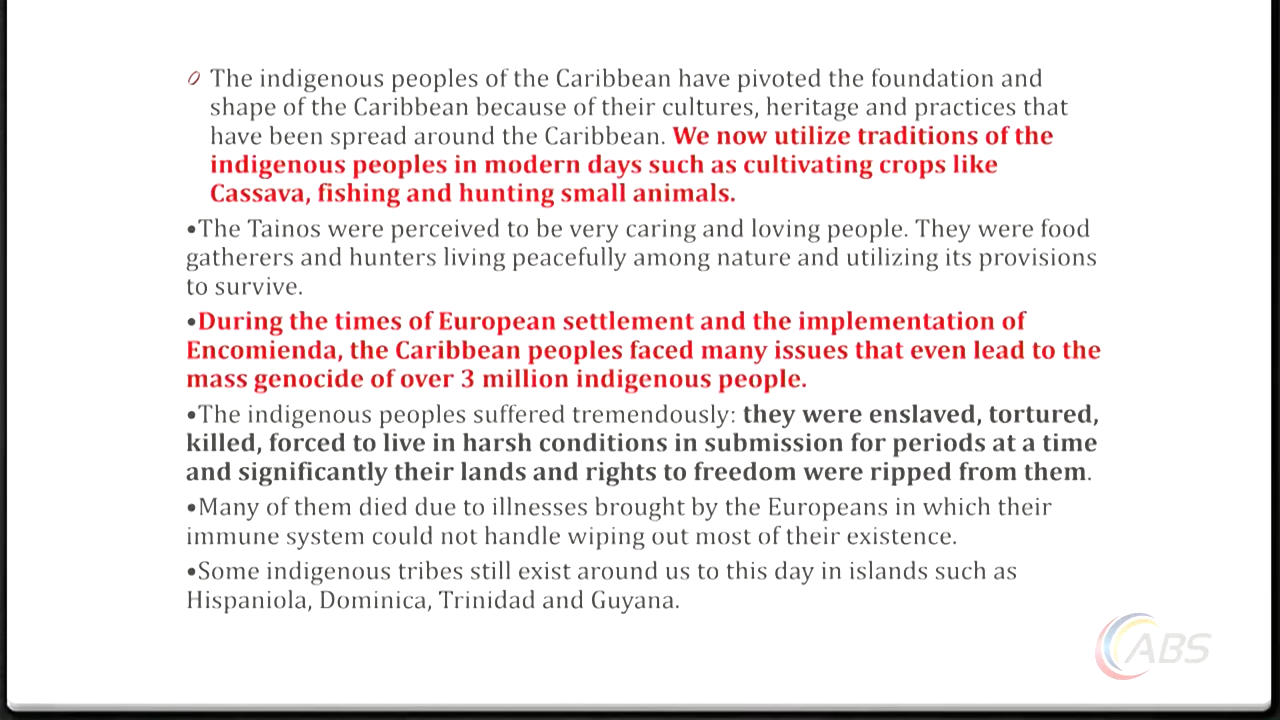 The indigenous peoples of the Caribbean have pivoted the foundation and
shape of the Caribbean because of their cultures, heritage and practices that
have been spread around the Caribbean. We now utilize traditions of the
indigenous peoples in modern days such as cultivating crops like
Cassava, fishing and hunting small animals.
•The Tainos were perceived to be very caring and loving people. They were food
gatherers and hunters living peacefully among nature and utilizing its provisions
to survive.
•During the times of European settlement and the implementation of
Encomienda, the Caribbean peoples faced many issues that even lead to the
mass genocide of over 3 million indigenous people.
•The indigenous peoples suffered tremendously: they were enslaved, tortured,
killed, forced to live in harsh conditions in submission for periods at a time
and significantly their lands and rights to freedom were ripped from them.
•Many of them died due to illnesses brought by the Europeans in which their
immune system could not handle wiping out most of their existence.
•Some indigenous tribes still exist around us to this day in islands such as
Hispaniola, Dominica, Trinidad and Guyana.
ABS